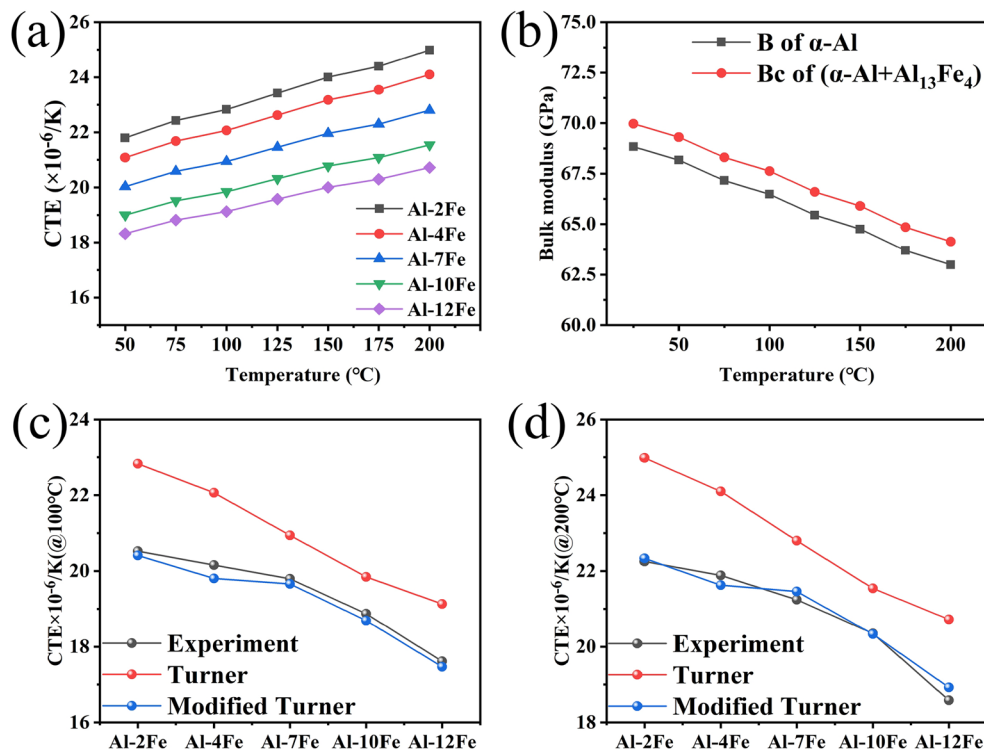 (a)
CTE (×10⁻⁶/K)
26
24
22
20
18
16
50 75 100 125 150 175 200
Temperature (℃)
Al-2Fe
Al-4Fe
Al-7Fe
Al-10Fe
Al-12Fe
(b)
Bulk modulus (GPa)
75.0
72.5
70.0
67.5
65.0
62.5
60.0
50 100 150 200
Temperature (℃)
B of α-Al
Bc of (α-Al+Al₁₃Fe₄)
(c)
CTE×10⁻⁶/K(@100℃)
24
22
20
18
16
Al-2Fe Al-4Fe Al-7Fe Al-10Fe Al-12Fe
Experiment
Turner
Modified Turner
(d)
CTE×10⁻⁶/K(@200℃)
26
24
22
20
18
Al-2Fe Al-4Fe Al-7Fe Al-10Fe Al-12Fe
Experiment
Turner
Modified Turner